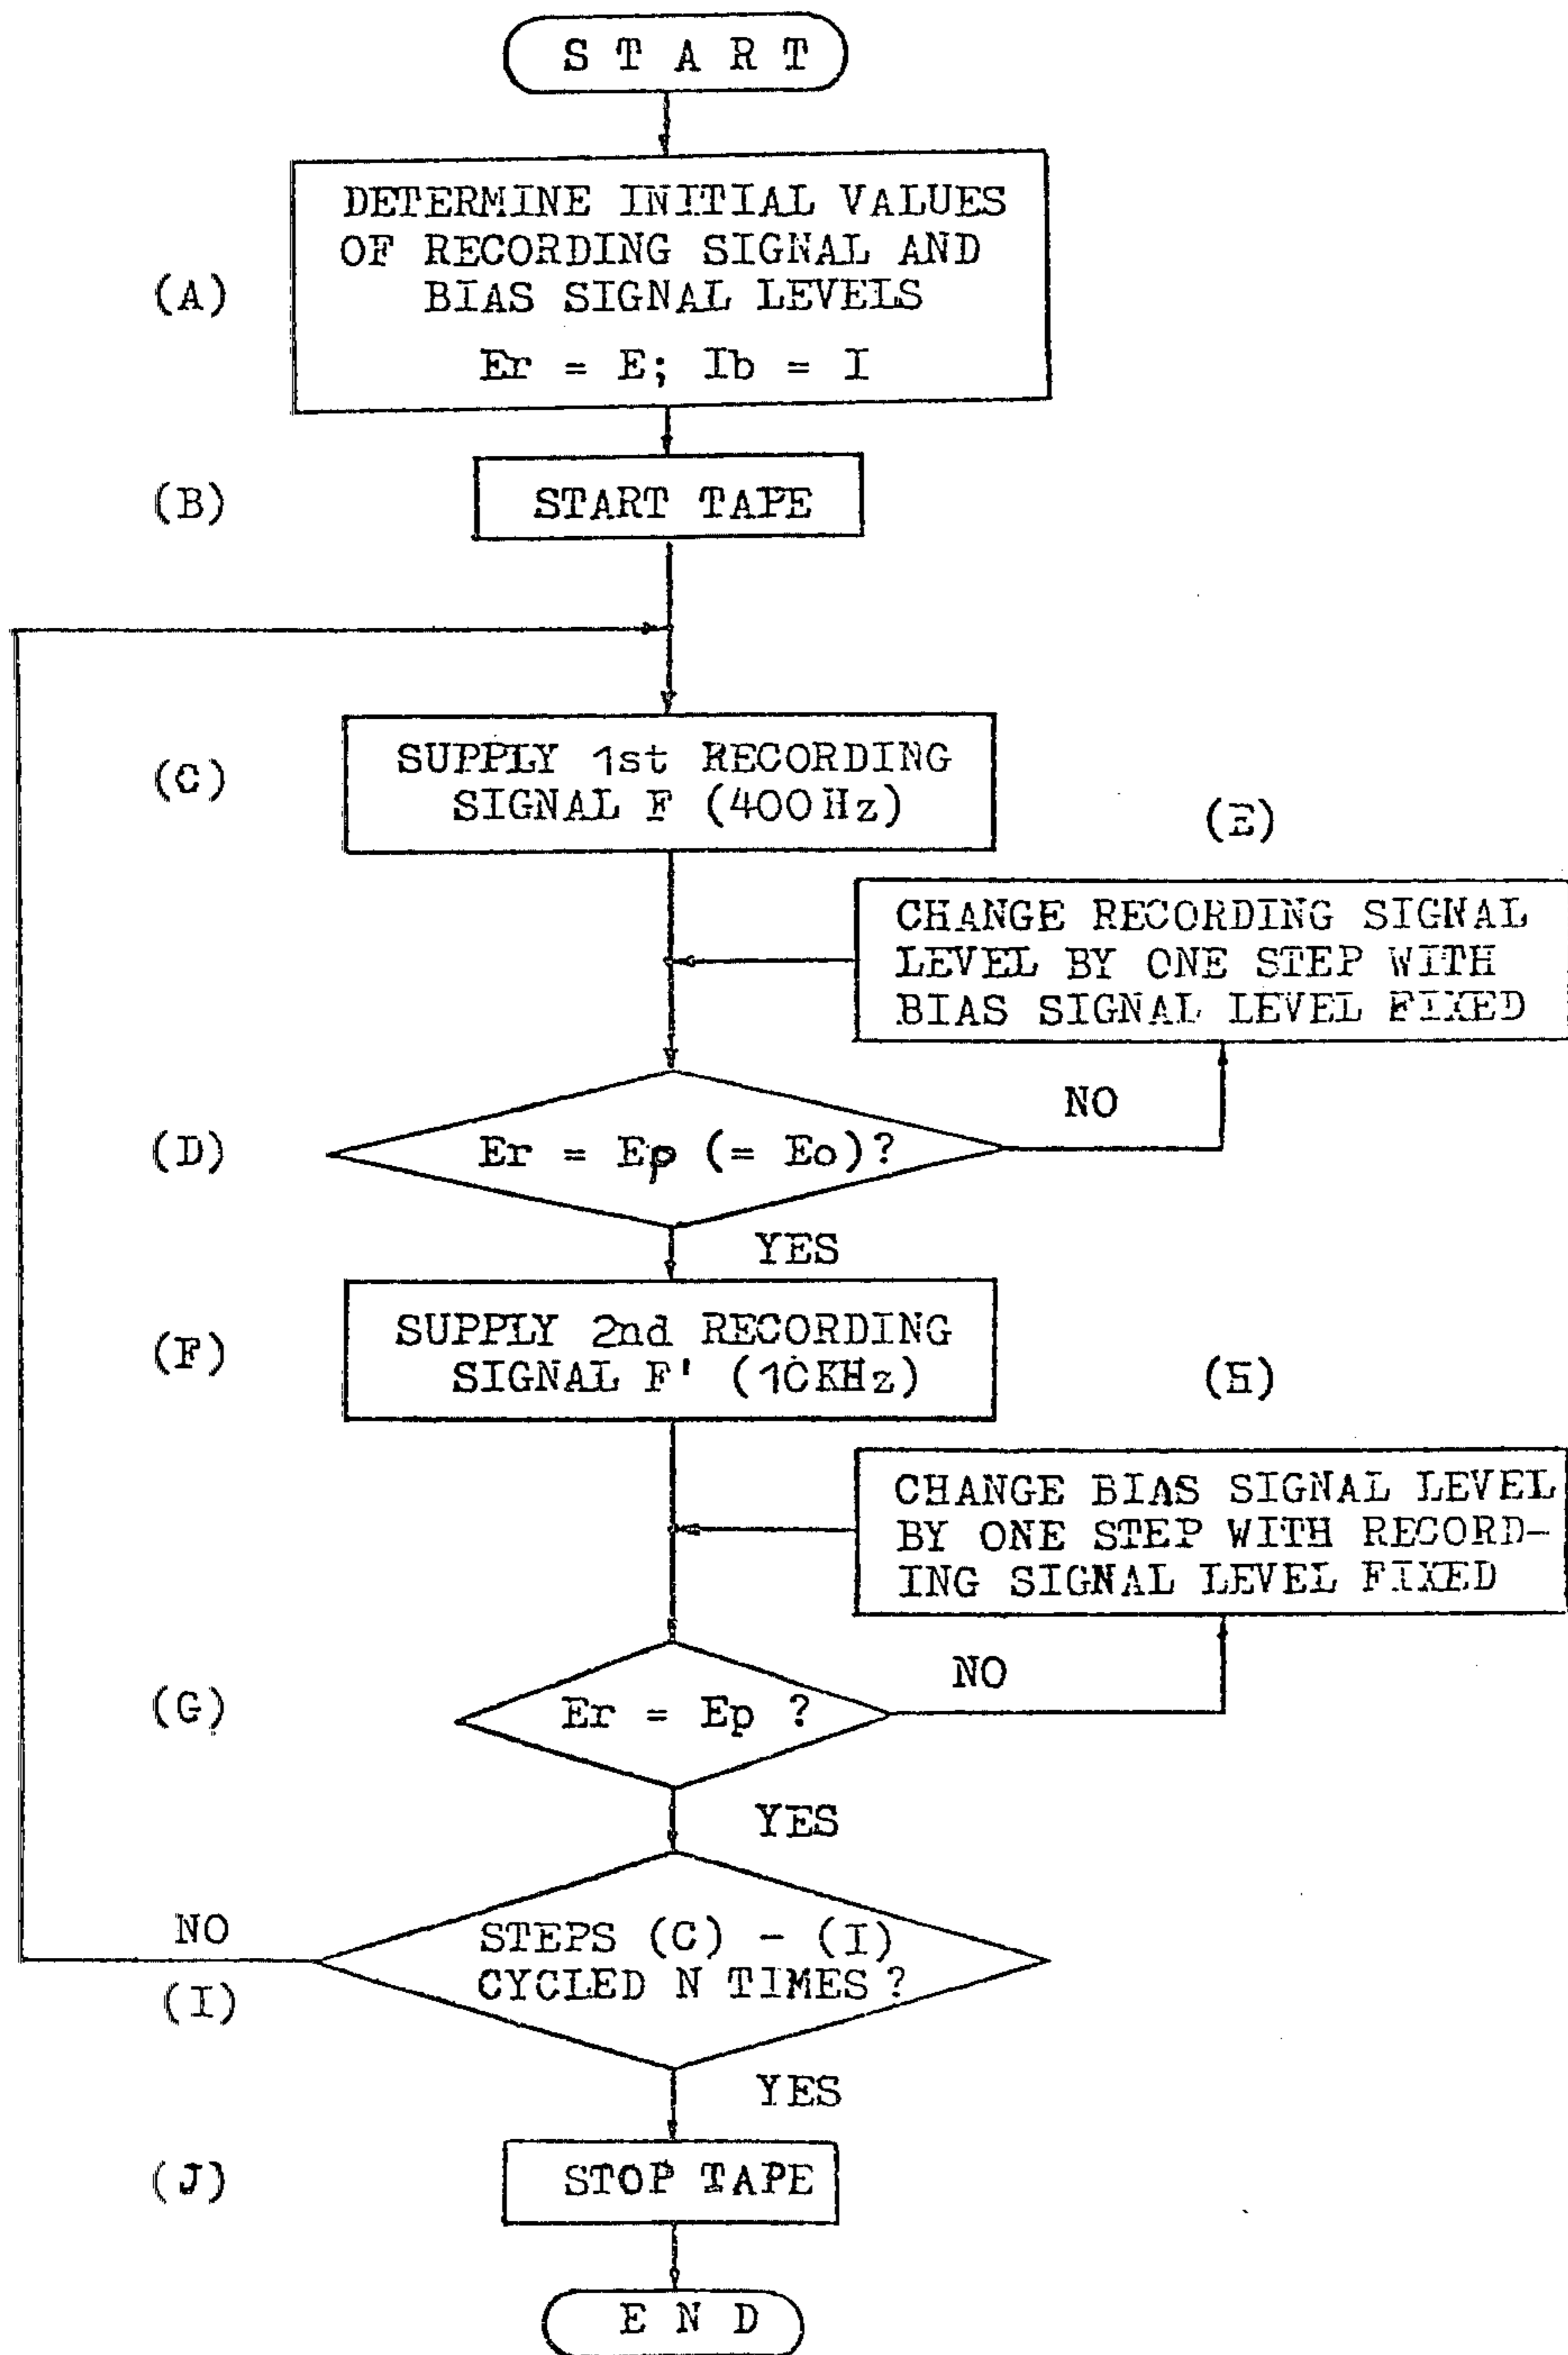 START
DETERMINE INITIAL VALUES
OF RECORDING SIGNAL AND
BIAS SIGNAL LEVELS
Er = E; Ib = I
(A)
(B)
START TAPE
(C)
SUPPLY 1st RECORDING
SIGNAL F (400Hz)
(E)
CHANGE RECORDING SIGNAL
LEVEL BY ONE STEP WITH
BIAS SIGNAL LEVEL FIXED
NO
(D)
Er = Ep (= Eo)?
YES
(F)
SUPPLY 2nd RECORDING
SIGNAL F' (10KHz)
(H)
CHANGE BIAS SIGNAL LEVEL
BY ONE STEP WITH RECORD-
ING SIGNAL LEVEL FIXED
NO
(G)
Er = Ep ?
YES
NO
(I)
STEPS (C) - (I)
CYCLED N TIMES?
YES
(J)
STOP TAPE
END